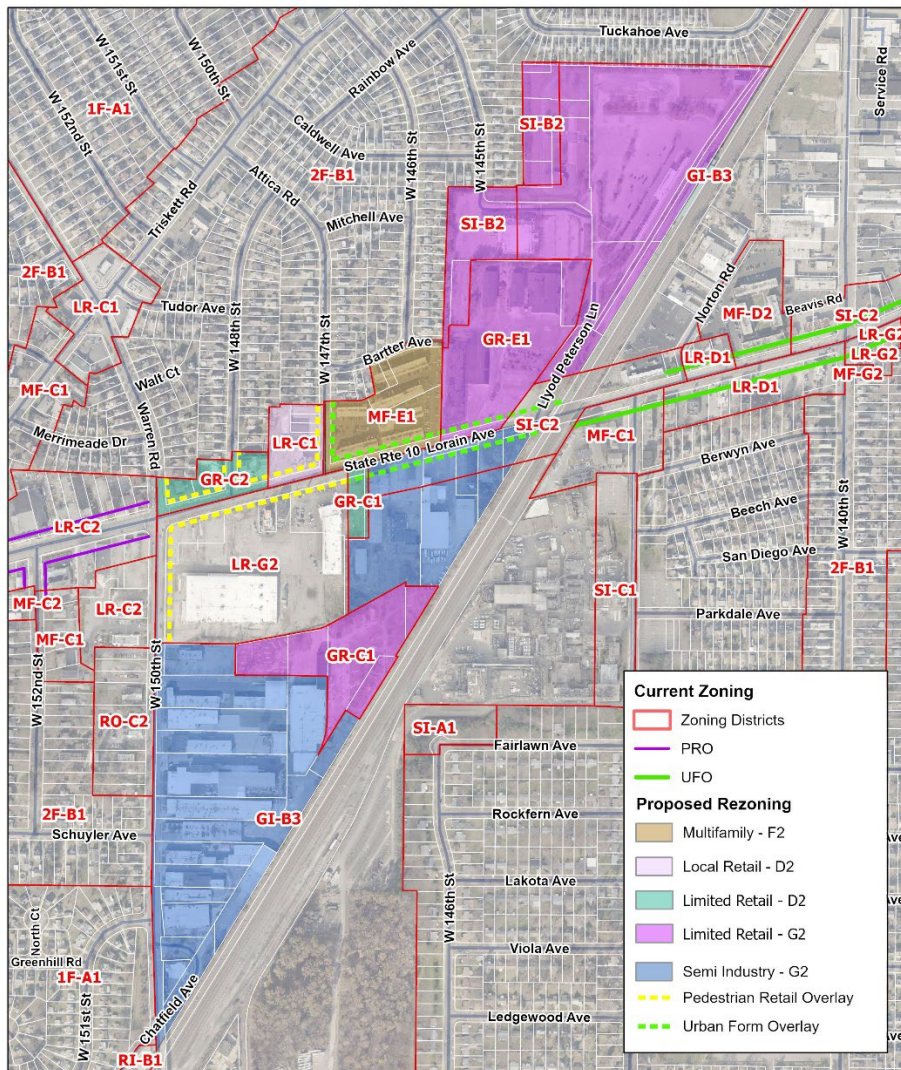 Tuckahoe Ave
W 151st St
W 150th St
Rainbow Ave
Service Rd
1F-A1
W 152nd St
Caldwell Ave
W 146th St
W 145th St
SI-B2
2F-B1
GI-B3
Triskett Rd
Attica Rd
Mitchell Ave
SI-B2
2F-B1
LR-C1
Tudor Ave
W 148th St
W 147th St
Norton Rd
MF-D2
Beavis Rd
SI-C2
LR-G2
LR-G2
MF-G2
GR-E1
Llyod Peterson Ln
Bartter Ave
LR-D1
LR-D1
MF-C1
Walt Ct
Warren Rd
Merrimeade Dr
LR-C1
MF-E1
State Rte 10 Lorain Ave
SI-C2
MF-C1
GR-C2
GR-C1
Berwyn Ave
Beech Ave
W 140th St
San Diego Ave
2F-B1
LR-C2
LR-G2
SI-C1
MF-C2
LR-C2
MF-C1
Parkdale Ave
W 152nd St
W 150th St
GR-C1
RO-C2
SI-A1
Fairlawn Ave
2F-B1
Rockfern Ave
GI-B3
Schuyler Ave
W 146th St
Lakota Ave
North Ct
Greenhill Rd
Viola Ave
1F-A1
W 151st St
Chatfield Ave
Ledgewood Ave
RI-B1
Current Zoning
Zoning Districts
PRO
UFO
Proposed Rezoning
Multifamily - F2
Local Retail - D2
Limited Retail - D2
Limited Retail - G2
Semi Industry - G2
Pedestrian Retail Overlay
Urban Form Overlay
Ave
Ave
Ave